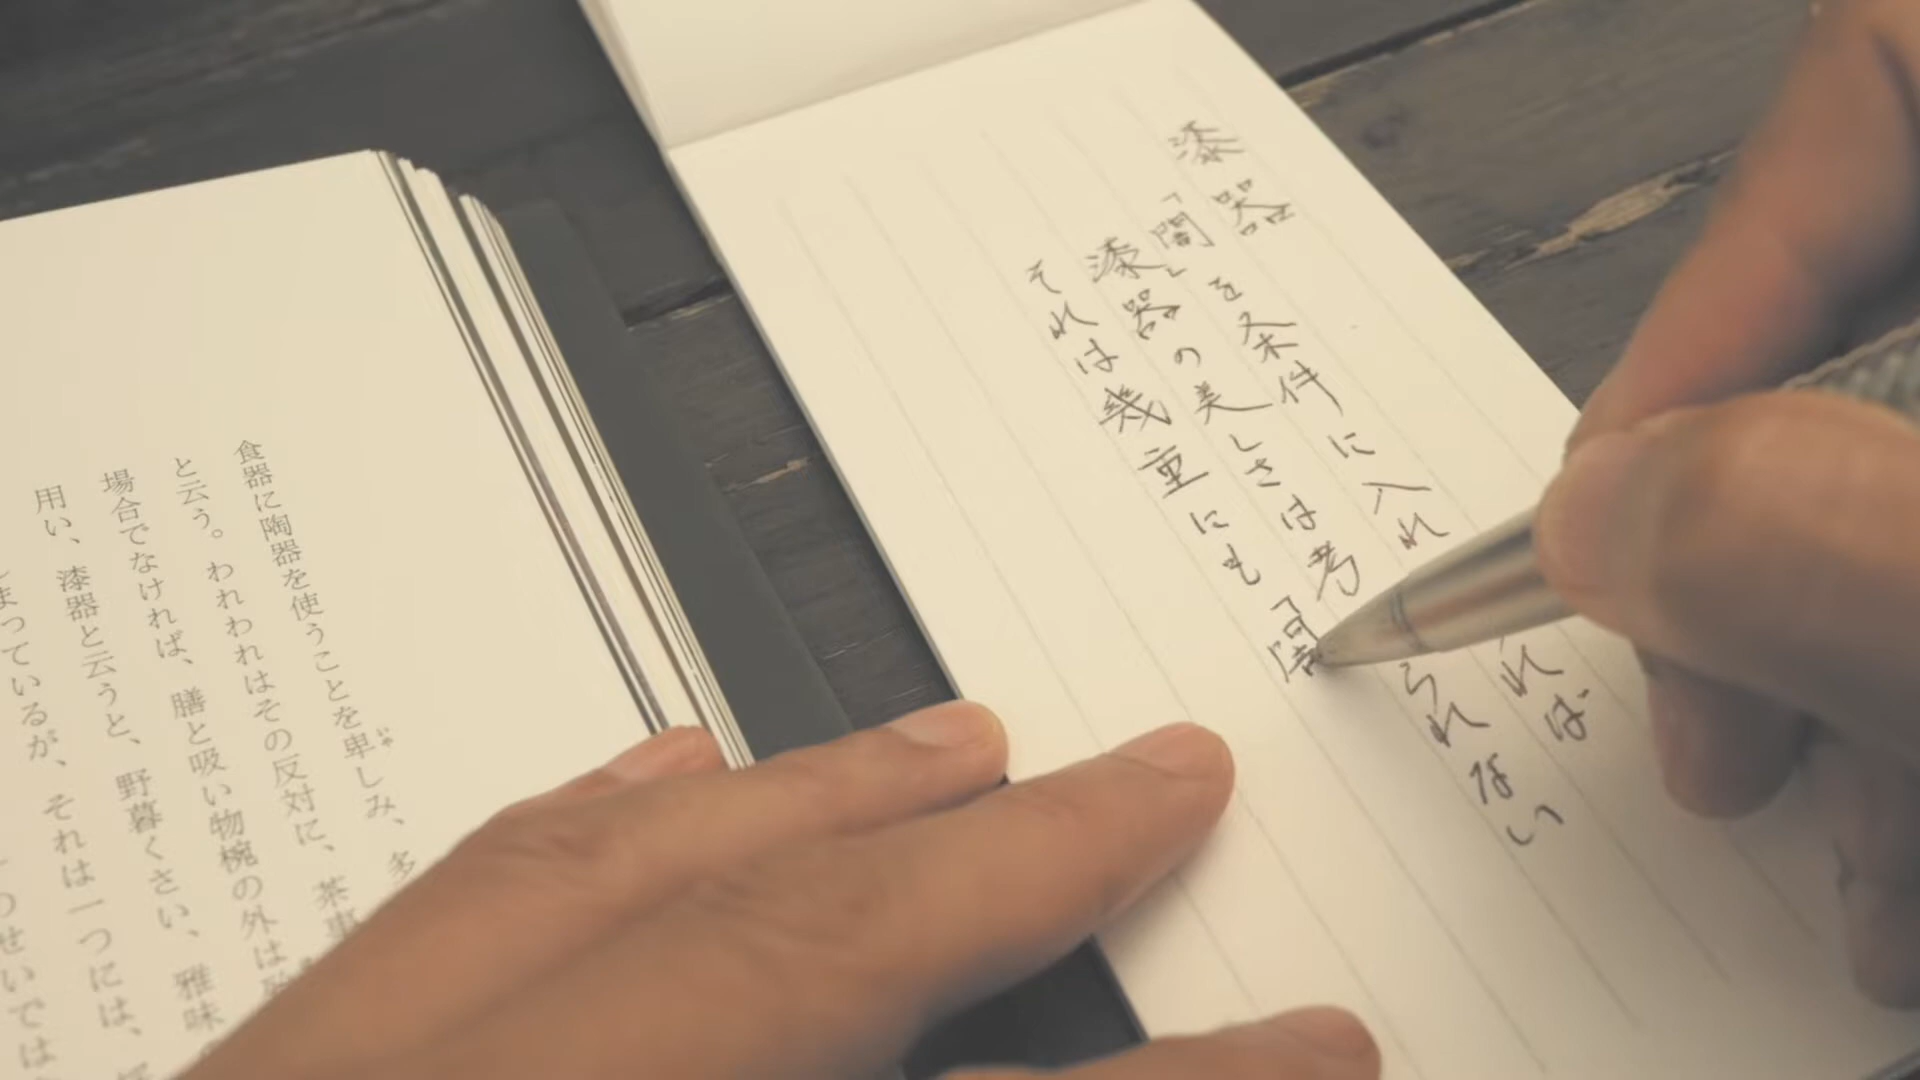 漆器
「闇」を条件に入れ れば
漆器の美しさは考 られない
それは幾重にも「闇
食器に陶器を使うことを卑しみ、多
と云う。われわれはその反対に、茶事
場合でなければ、膳と吸い物椀の外は
用い、漆器と云うと、野暮くさい、雅味
まっているが、それは一つには、
のせいでは